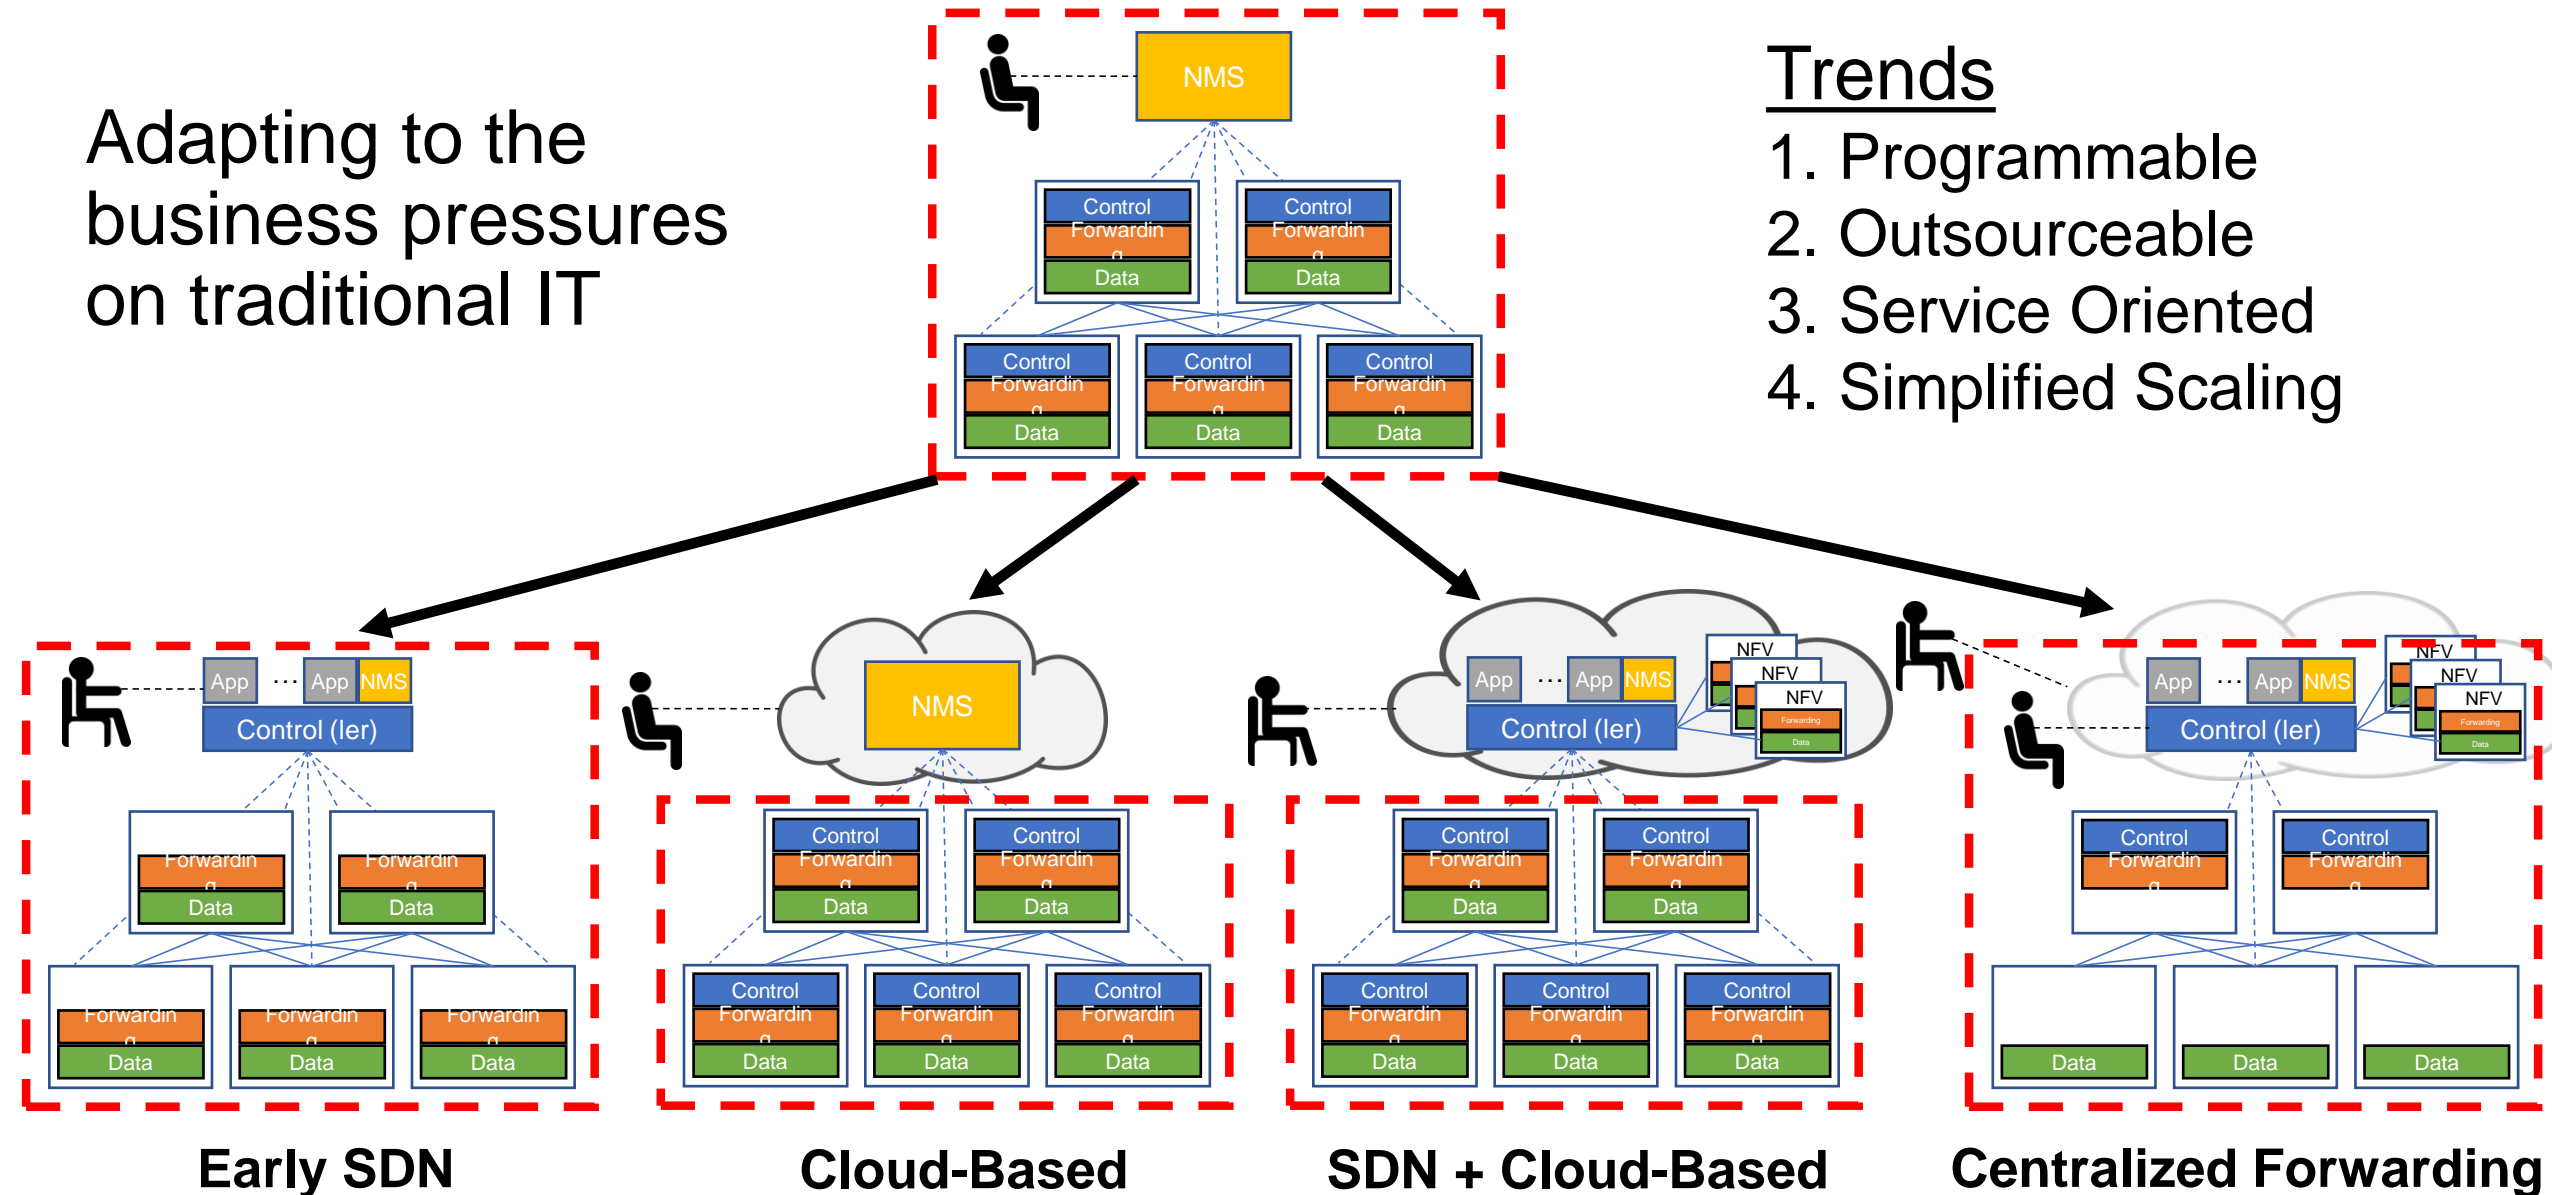 Adapting to the
business pressures
on traditional IT
NMS
Control
Forwardin
g
Data
Control
Forwardin
g
Data
Control
Forwardin
g
Data
Control
Forwardin
g
Data
Control
Forwardin
g
Data
Trends
1. Programmable
2. Outsourceable
3. Service Oriented
4. Simplified Scaling
App ... App NMS
Control (ler)
Forwardin
g
Data
Forwardin
g
Data
Forwardin
g
Data
Forwardin
g
Data
Forwardin
g
Data
Early SDN
NMS
Control
Forwardin
g
Data
Control
Forwardin
g
Data
Control
Forwardin
g
Data
Control
Forwardin
g
Data
Control
Forwardin
g
Data
Cloud-Based
App ... App NMS
Control (ler)
NFV
NFV
NFV
Forwarding
Data
Control
Forwardin
g
Data
Control
Forwardin
g
Data
Control
Forwardin
g
Data
Control
Forwardin
g
Data
Control
Forwardin
g
Data
SDN + Cloud-Based
App ... App NMS
Control (ler)
NFV
NFV
NFV
Forwarding
Data
Control
Forwardin
g
Control
Forwardin
g
Data
Data
Data
Centralized Forwarding